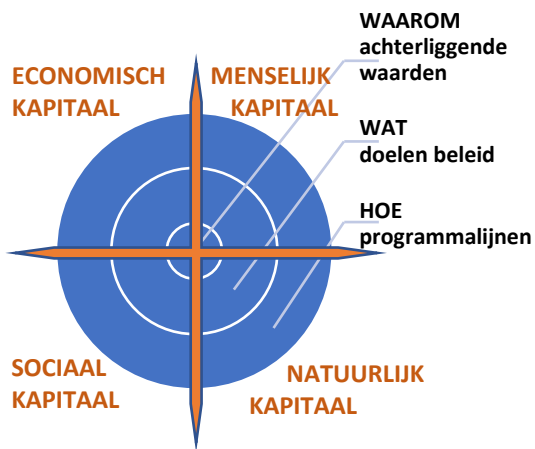 WAAROM
achterliggende
waarden
ECONOMISCH
KAPITAAL
MENSELIJK
KAPITAAL
WAT
doelen beleid
HOE
programmalijnen
SOCIAAL
KAPITAAL
NATUURLIJK
KAPITAAL